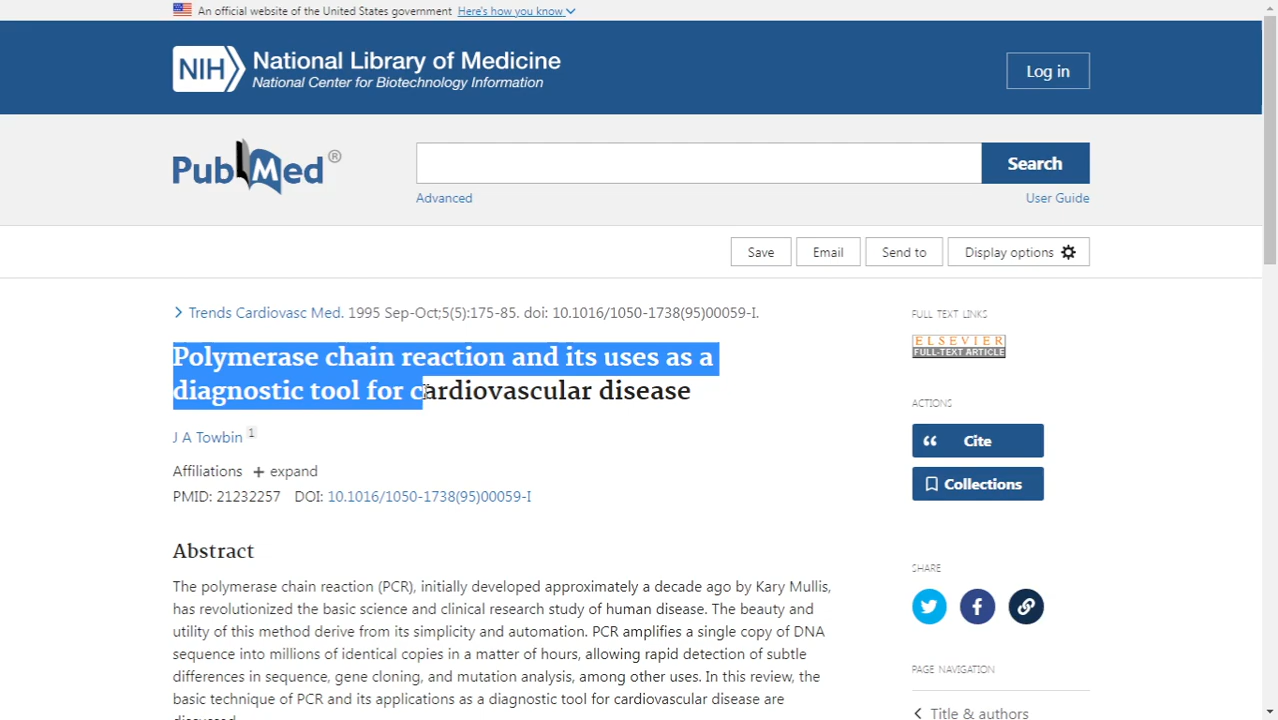 An official website of the United States government Here's how you know
NIH National Library of Medicine
National Center for Biotechnology Information
Log in
PubMed ®
Search
Advanced
User Guide
Save
Email
Send to
Display options
Trends Cardiovasc Med. 1995 Sep-Oct;5(5):175-85. doi: 10.1016/1050-1738(95)00059-I.
FULL TEXT LINKS
ELSEVIER
FULL-TEXT ARTICLE
Polymerase chain reaction and its uses as a
diagnostic tool for cardiovascular disease
ACTIONS
J A Towbin 1
“ Cite
Affiliations + expand
Collections
PMID: 21232257 DOI: 10.1016/1050-1738(95)00059-I
Abstract
SHARE
The polymerase chain reaction (PCR), initially developed approximately a decade ago by Kary Mullis,
has revolutionized the basic science and clinical research study of human disease. The beauty and
utility of this method derive from its simplicity and automation. PCR amplifies a single copy of DNA
sequence into millions of identical copies in a matter of hours, allowing rapid detection of subtle
differences in sequence, gene cloning, and mutation analysis, among other uses. In this review, the
basic technique of PCR and its applications as a diagnostic tool for cardiovascular disease are
discussed.
PAGE NAVIGATION
Title & authors